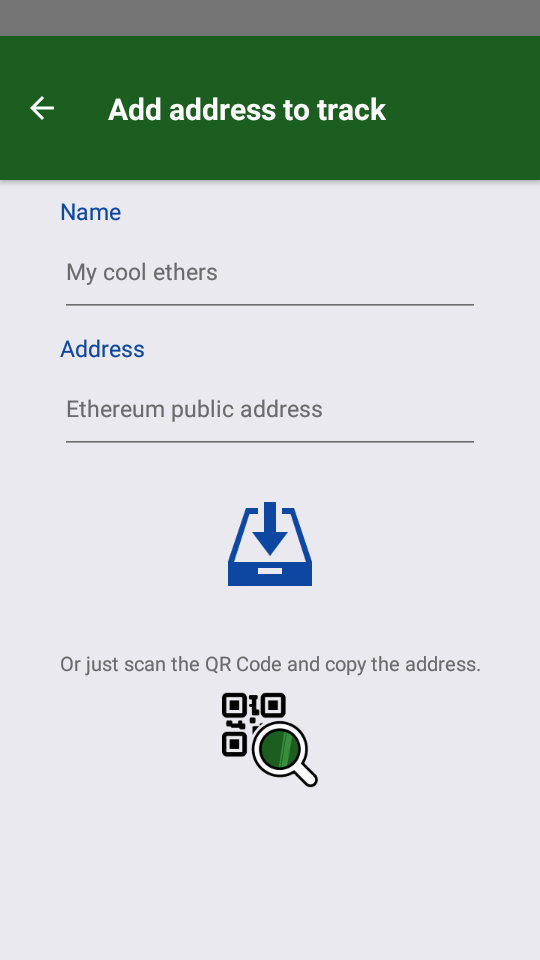 Add address to track
Name
My cool ethers
Address
Ethereum public address
Or just scan the QR Code and copy the address.